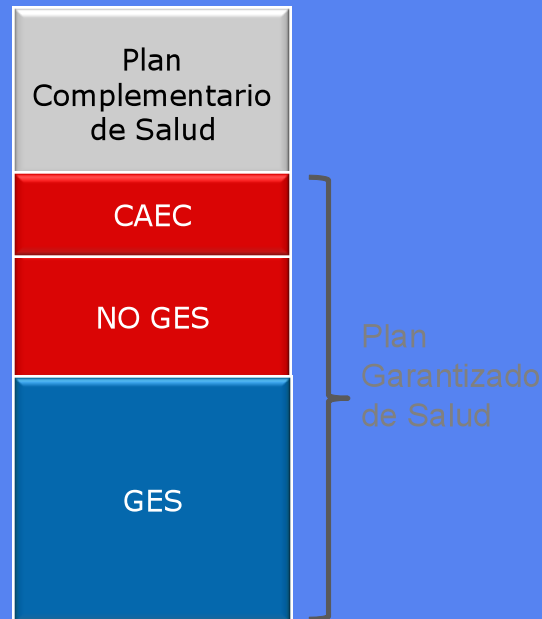 Plan
Complementario
de Salud
CAEC
NO GES
Plan
Garantizado
de Salud
GES